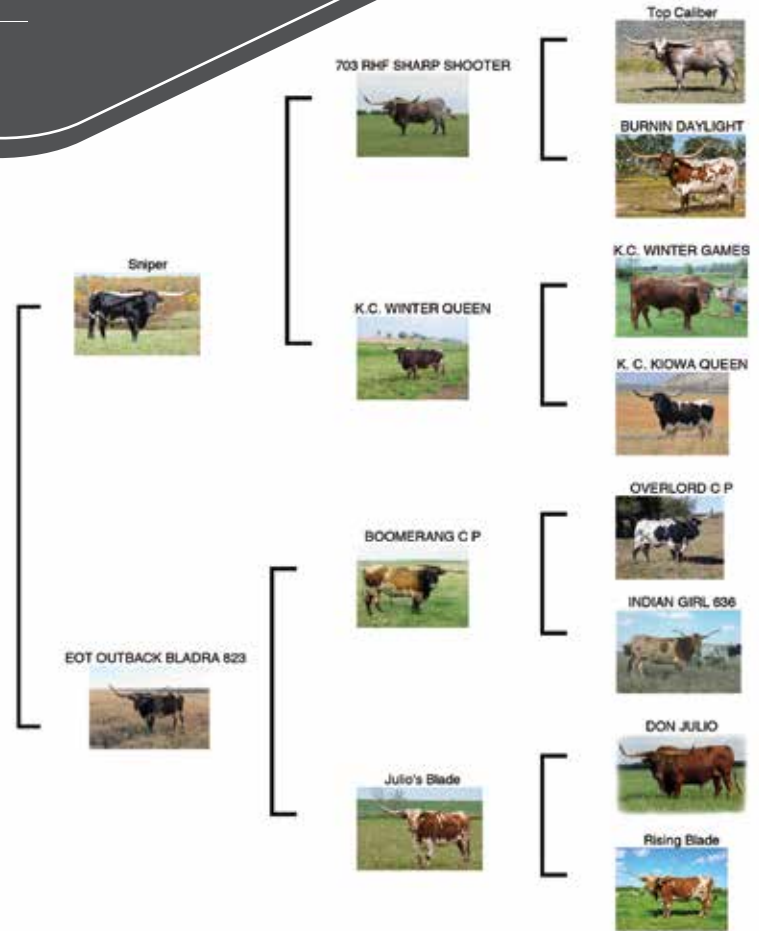 Top Caliber
703 RHF SHARP SHOOTER
BURNIN DAYLIGHT
Sniper
K.C. WINTER GAMES
K.C. WINTER QUEEN
K. C. KIOWA QUEEN
OVERLORD C P
BOOMERANG C P
INDIAN GIRL 636
EOT OUTBACK BLADRA 823
DON JULIO
Julio's Blade
Rising Blade